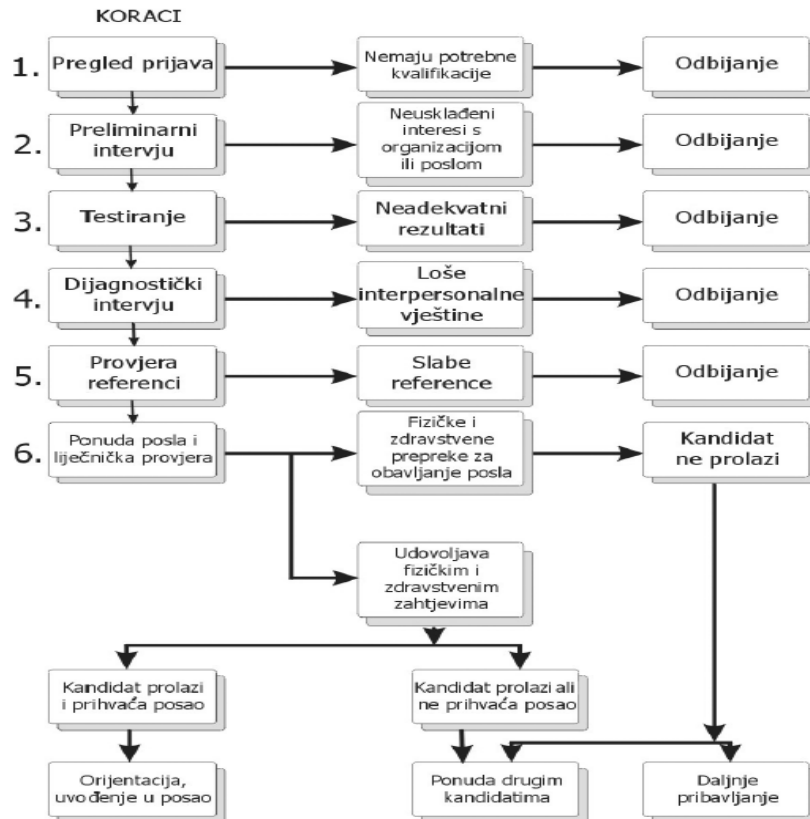 KORACI
1.
Pregled prijava
Nemaju potrebne
kvalifikacije
Odbijanje
2.
Preliminarni
intervju
Neusklađeni
interesi s
organizacijom
ili poslom
Odbijanje
3.
Testiranje
Neadekvatni
rezultati
Odbijanje
4.
Dijagnostički
intervju
Loše
interpersonalne
vještine
Odbijanje
5.
Provjera
referenci
Slabe
reference
Odbijanje
6.
Ponuda posla i
liječnička provjera
Fizičke i
zdravstvene
prepreke za
obavljanje posla
Kandidat
ne prolazi
Udovoljava
fizičkim i
zdravstvenim
zahtjevima
Kandidat prolazi
i prihvaća posao
Kandidat prolazi ali
ne prihvaća posao
Orijentacija,
uvođenje u posao
Ponuda drugim
kandidatima
Daljnje
pribavljanje